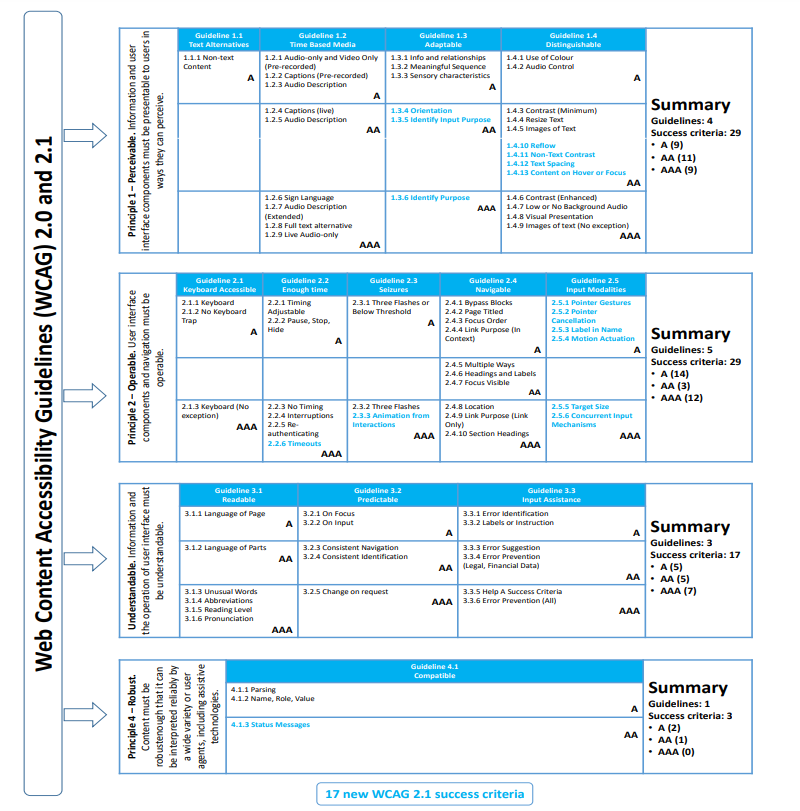 Web Content Accessibility Guidelines (WCAG) 2.0 and 2.1
Principle 1 – Perceivable. Information and user
interface components must be presentable to users in
ways they can perceive.
Guideline 1.1
Text Alternatives
Guideline 1.2
Time Based Media
Guideline 1.3
Adaptable
Guideline 1.4
Distinguishable
1.1.1 Non-text
Content
A
1.2.1 Audio-only and Video Only
(Pre-recorded)
1.2.2 Captions (Pre-recorded)
1.2.3 Audio Description
A
1.3.1 Info and relationships
1.3.2 Meaningful Sequence
1.3.3 Sensory characteristics
A
1.4.1 Use of Colour
1.4.2 Audio Control
A
1.2.4 Captions (live)
1.2.5 Audio Description
AA
1.3.4 Orientation
1.3.5 Identify Input Purpose
AA
1.4.3 Contrast (Minimum)
1.4.4 Resize Text
1.4.5 Images of Text
1.4.10 Reflow
1.4.11 Non-Text Contrast
1.4.12 Text Spacing
1.4.13 Content on Hover or Focus
AA
1.2.6 Sign Language
1.2.7 Audio Description
(Extended)
1.2.8 Full text alternative
1.2.9 Live Audio-only
AAA
1.3.6 Identify Purpose
AAA
1.4.6 Contrast (Enhanced)
1.4.7 Low or No Background Audio
1.4.8 Visual Presentation
1.4.9 Images of text (No exception)
AAA
Summary
Guidelines: 4
Success criteria: 29
• A (9)
• AA (11)
• AAA (9)
Principle 2 – Operable. User interface
components and navigation must be
operable.
Guideline 2.1
Keyboard Accessible
Guideline 2.2
Enough time
Guideline 2.3
Seizures
Guideline 2.4
Navigable
Guideline 2.5
Input Modalities
2.1.1 Keyboard
2.1.2 No Keyboard
Trap
A
2.2.1 Timing
Adjustable
2.2.2 Pause, Stop,
Hide
A
2.3.1 Three Flashes or
Below Threshold
A
2.4.1 Bypass Blocks
2.4.2 Page Titled
2.4.3 Focus Order
2.4.4 Link Purpose (In
Context)
A
2.5.1 Pointer Gestures
2.5.2 Pointer
Cancellation
2.5.3 Label in Name
2.5.4 Motion Actuation
A
2.4.5 Multiple Ways
2.4.6 Headings and Labels
2.4.7 Focus Visible
AA
2.1.3 Keyboard (No
exception)
AAA
2.2.3 No Timing
2.2.4 Interruptions
2.2.5 Re-
authenticating
2.2.6 Timeouts
AAA
2.3.2 Three Flashes
2.3.3 Animation from
Interactions
AAA
2.4.8 Location
2.4.9 Link Purpose (Link
Only)
2.4.10 Section Headings
AAA
2.5.5 Target Size
2.5.6 Concurrent Input
Mechanisms
AAA
Summary
Guidelines: 5
Success criteria: 29
• A (14)
• AA (3)
• AAA (12)
Understandable. Information and
the operation of user interface must
be understandable.
Guideline 3.1
Readable
Guideline 3.2
Predictable
Guideline 3.3
Input Assistance
3.1.1 Language of Page
A
3.2.1 On Focus
3.2.2 On Input
A
3.3.1 Error Identification
3.3.2 Labels or Instruction
A
3.1.2 Language of Parts
AA
3.2.3 Consistent Navigation
3.2.4 Consistent Identification
AA
3.3.3 Error Suggestion
3.3.4 Error Prevention
(Legal, Financial Data)
AA
3.1.3 Unusual Words
3.1.4 Abbreviations
3.1.5 Reading Level
3.1.6 Pronunciation
AAA
3.2.5 Change on request
AAA
3.3.5 Help A Success Criteria
3.3.6 Error Prevention (All)
AAA
Summary
Guidelines: 3
Success criteria: 17
• A (5)
• AA (5)
• AAA (7)
Principle 4 – Robust.
Content must be
robustenough that it can
be interpreted reliably by
a wide variety or user
agents, including assistive
technologies.
Guideline 4.1
Compatible
4.1.1 Parsing
4.1.2 Name, Role, Value
A
4.1.3 Status Messages
AA
Summary
Guidelines: 1
Success criteria: 3
• A (2)
• AA (1)
• AAA (0)
17 new WCAG 2.1 success criteria